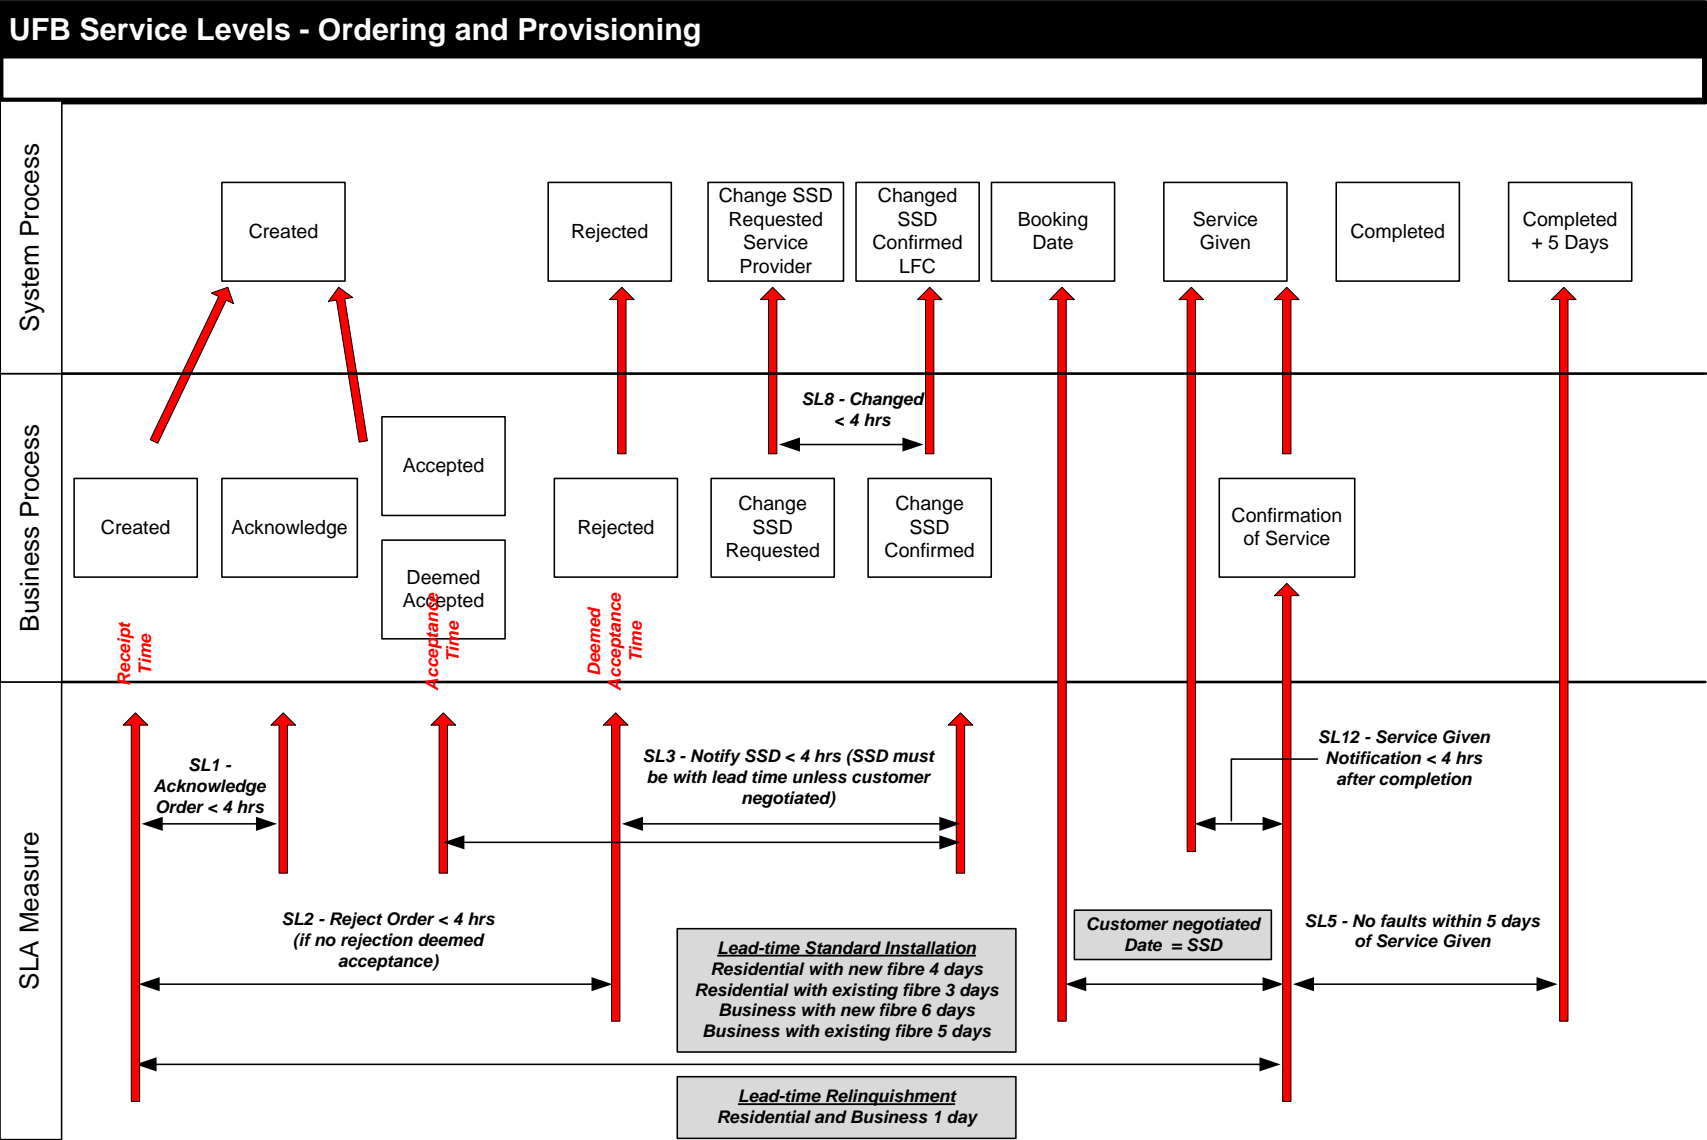 UFB Service Levels - Ordering and Provisioning
System Process
Created
Rejected
Change SSD
Requested
Service
Provider
Changed
SSD
Confirmed
LFC
Booking
Date
Service
Given
Completed
Completed
+ 5 Days
Business Process
SL8 - Changed
< 4 hrs
Created
Acknowledge
Accepted
Deemed
Accepted
Rejected
Change
SSD
Requested
Change
SSD
Confirmed
Confirmation
of Service
Receipt
Time
Acceptance
Time
Deemed
Acceptance
Time
SLA Measure
SL1 -
Acknowledge
Order < 4 hrs
SL3 - Notify SSD < 4 hrs (SSD must
be with lead time unless customer
negotiated)
SL12 - Service Given
Notification < 4 hrs
after completion
SL2 - Reject Order < 4 hrs
(if no rejection deemed
acceptance)
Lead-time Standard Installation
Residential with new fibre 4 days
Residential with existing fibre 3 days
Business with new fibre 6 days
Business with existing fibre 5 days
Customer negotiated
Date = SSD
SL5 - No faults within 5 days
of Service Given
Lead-time Relinquishment
Residential and Business 1 day